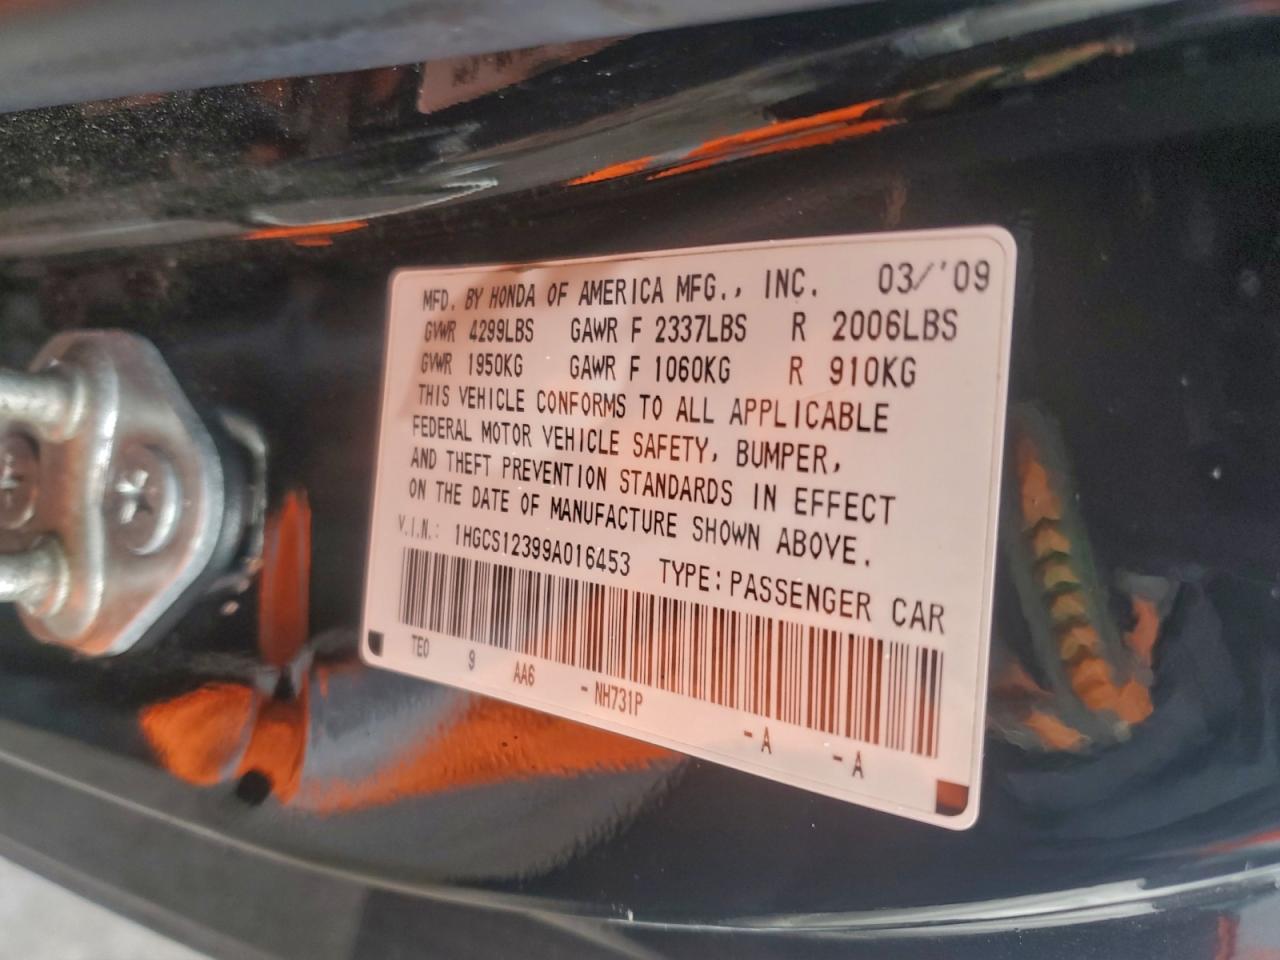 MFD. BY HONDA OF AMERICA MFG., INC. 03/'09
GVWR 4299LBS GAWR F 2337LBS R 2006LBS
GVWR 1950KG GAWR F 1060KG R 910KG
THIS VEHICLE CONFORMS TO ALL APPLICABLE
FEDERAL MOTOR VEHICLE SAFETY, BUMPER,
AND THEFT PREVENTION STANDARDS IN EFFECT
ON THE DATE OF MANUFACTURE SHOWN ABOVE.
V.I.N.: 1HGCS12399A016453 TYPE: PASSENGER CAR
TE0 9 AA6 - NH731P - A - A